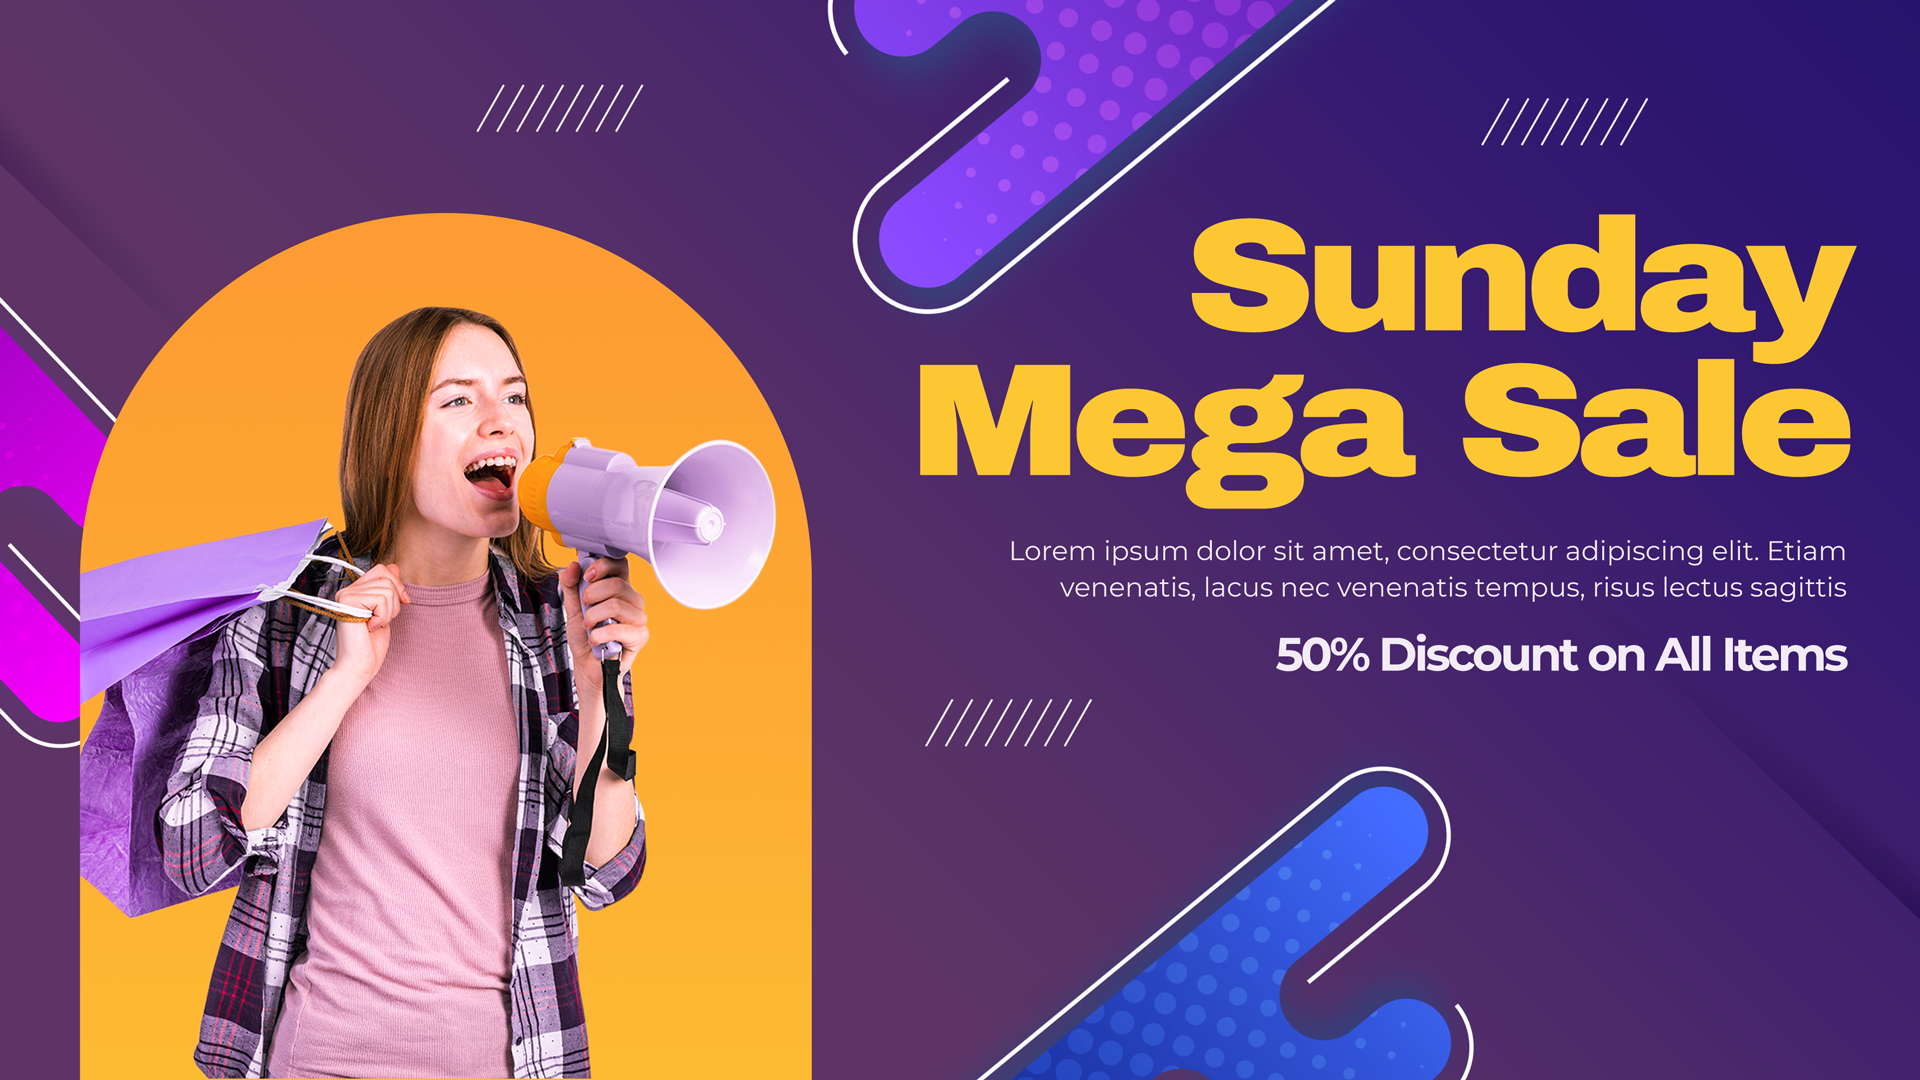 Sunday
Mega Sale
Lorem ipsum dolor sit amet, consectetur adipiscing elit. Etiam
venenatis, lacus nec venenatis tempus, risus lectus sagittis
50% Discount on All Items